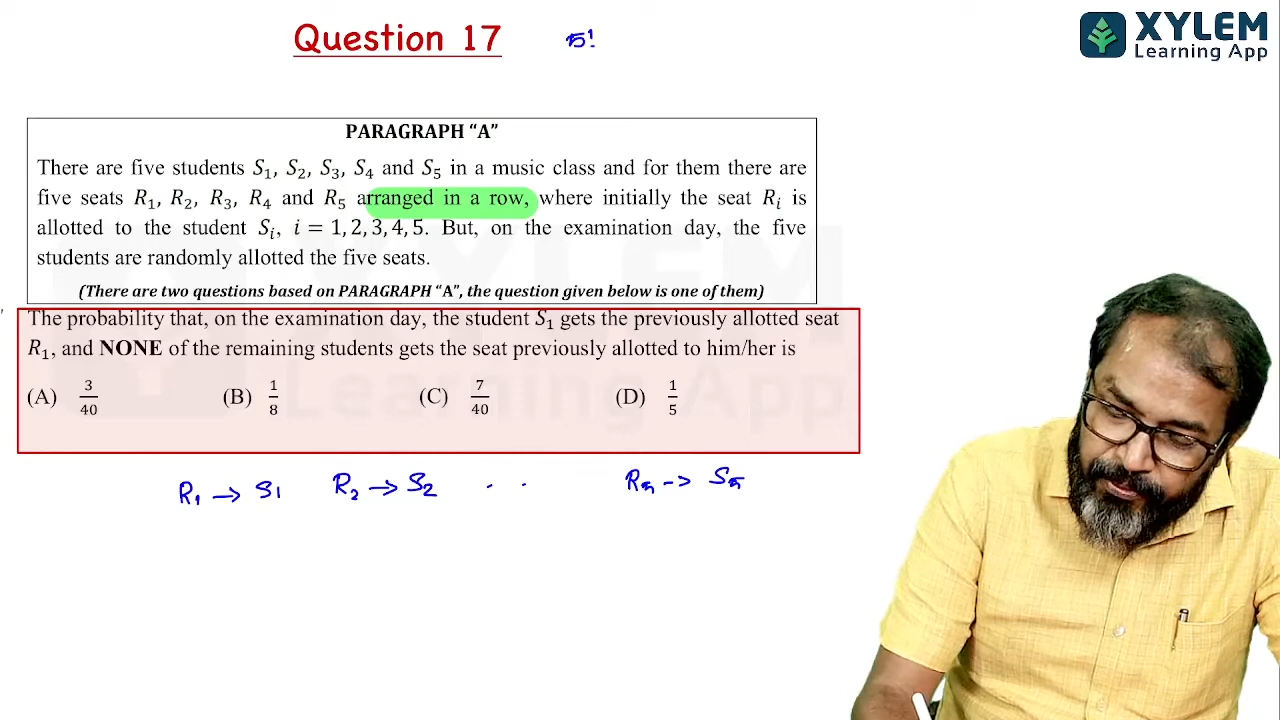 Question 17
5!
XYLEM
Learning App
PARAGRAPH “A”
There are five students S₁, S₂, S₃, S₄ and S₅ in a music class and for them there are
five seats R₁, R₂, R₃, R₄ and R₅ arranged in a row, where initially the seat Rᵢ is
allotted to the student Sᵢ, i = 1, 2, 3, 4, 5. But, on the examination day, the five
students are randomly allotted the five seats.
(There are two questions based on PARAGRAPH “A”, the question given below is one of them)
The probability that, on the examination day, the student S₁ gets the previously allotted seat
R₁, and NONE of the remaining students gets the seat previously allotted to him/her is
(A) 3/40 (B) 1/8 (C) 7/40 (D) 1/5
R₁ → S₁ R₂ → S₂ . . R₅ → S₅
XYLEM
Learning App